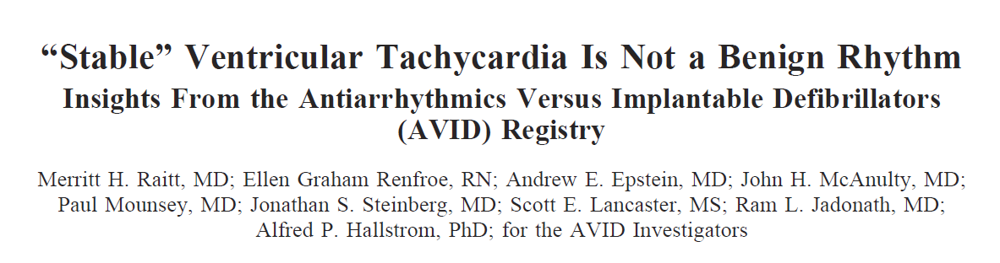 “Stable” Ventricular Tachycardia Is Not a Benign Rhythm
Insights From the Antiarrhythmics Versus Implantable Defibrillators
(AVID) Registry
Merritt H. Raitt, MD; Ellen Graham Renfroe, RN; Andrew E. Epstein, MD; John H. McAnulty, MD;
Paul Mounsey, MD; Jonathan S. Steinberg, MD; Scott E. Lancaster, MS; Ram L. Jadonath, MD;
Alfred P. Hallstrom, PhD; for the AVID Investigators